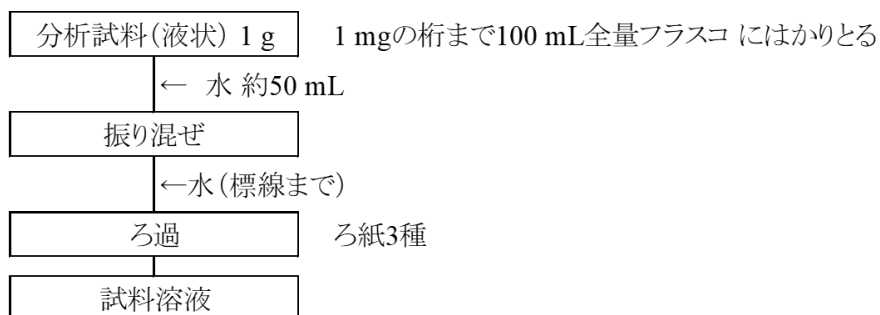 分析試料(液状) 1 g 1 mgの桁まで100 mL全量フラスコ にはかりとる
← 水 約50 mL
振り混ぜ
←水(標線まで)
ろ過 ろ紙3種
試料溶液